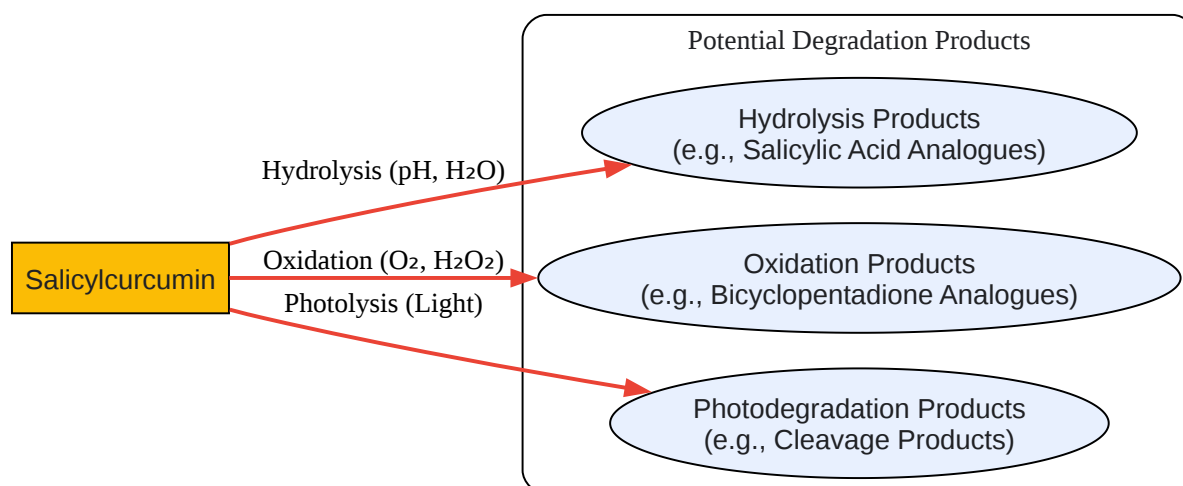 Potential Degradation Products
Hydrolysis Products
(e.g., Salicylic Acid Analogues)
Hydrolysis (pH, H₂O)
Salicylcurcumin
Oxidation (O₂, H₂O₂)
Oxidation Products
(e.g., Bicyclopentadione Analogues)
Photolysis (Light)
Photodegradation Products
(e.g., Cleavage Products)